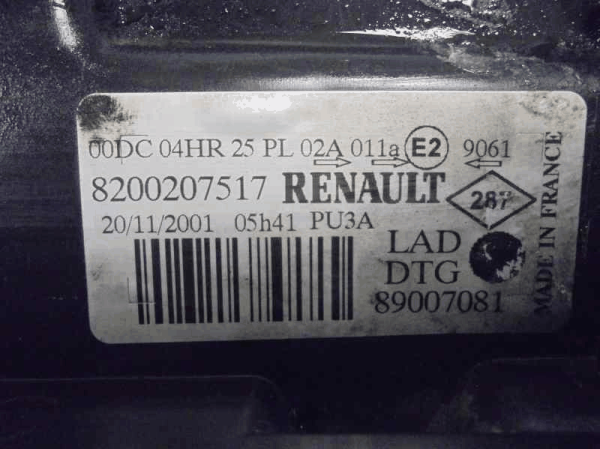 00DC 04HR 25 PL 02A 011a E2 9061
8200207517 RENAULT 287
20/11/2001 05h41 PU3A
LAD
DTG
89007081
MADE IN FRANCE